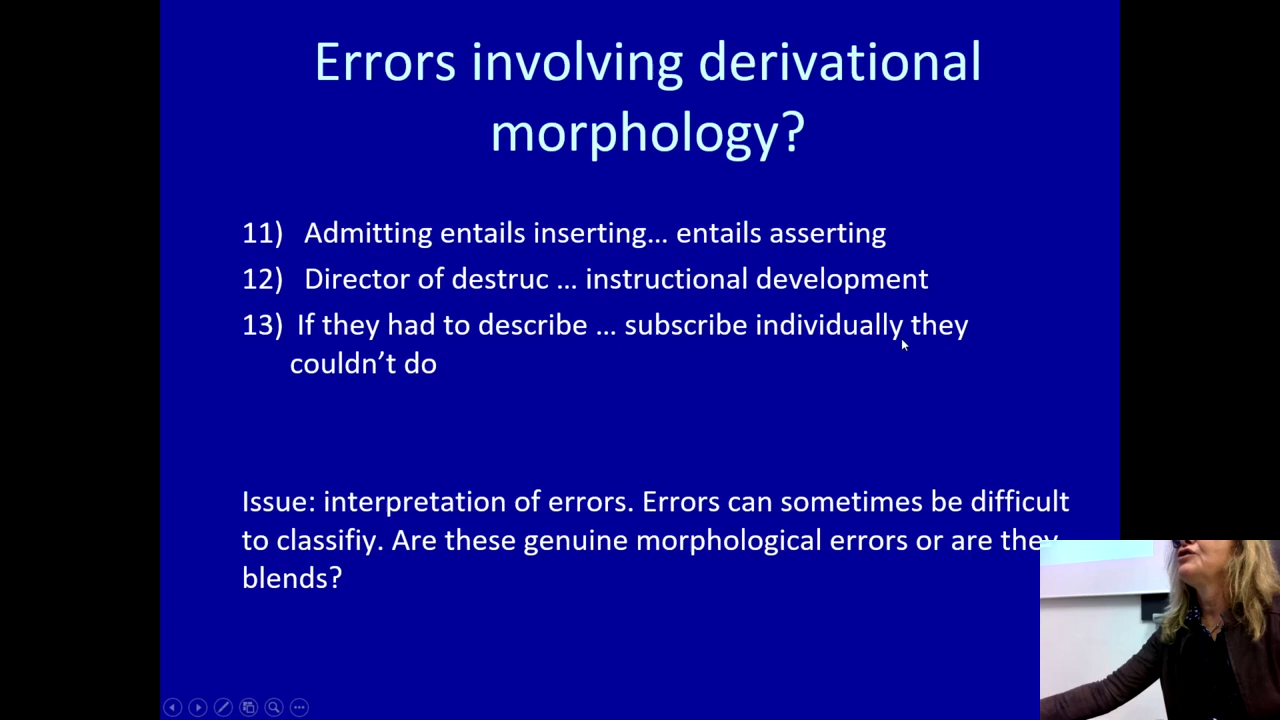 Errors involving derivational
morphology?
11) Admitting entails inserting... entails asserting
12) Director of destruc ... instructional development
13) If they had to describe ... subscribe individually they
couldn't do
Issue: interpretation of errors. Errors can sometimes be difficult
to classifiy. Are these genuine morphological errors or are they
blends?